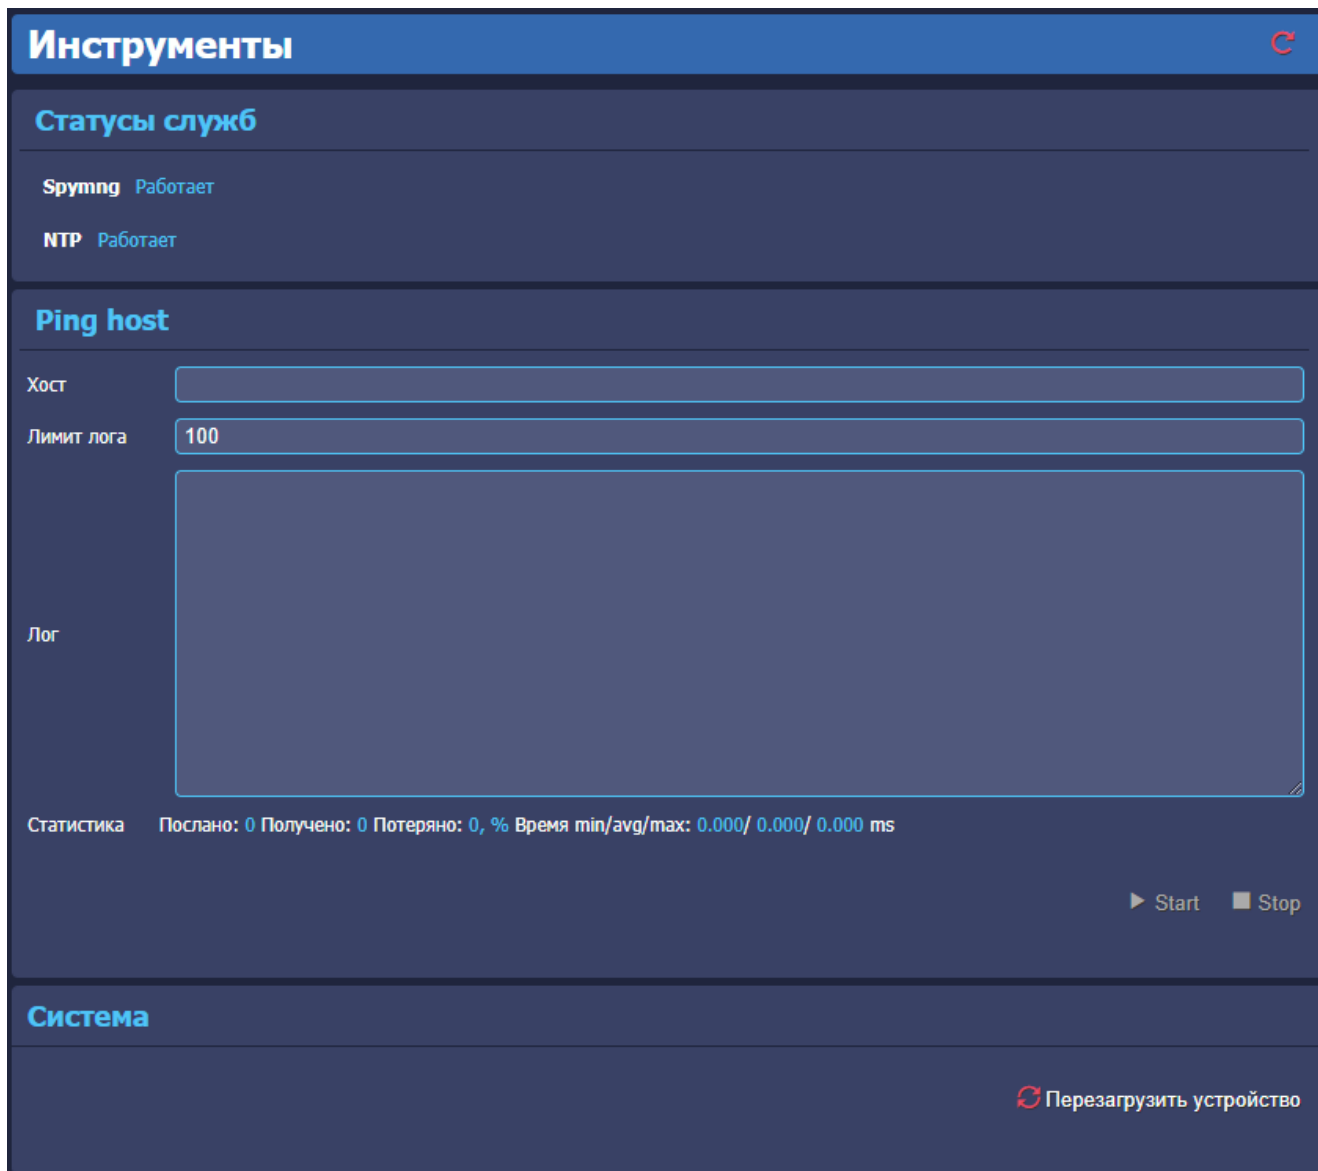 Инструменты
Статусы служб
Spymng Работает
NTP Работает
Ping host
Хост
Лимит лога 100
Лог
Статистика Послано: 0 Получено: 0 Потеряно: 0, % Время min/avg/max: 0.000/ 0.000/ 0.000 ms
Start Stop
Система
Перезагрузить устройство